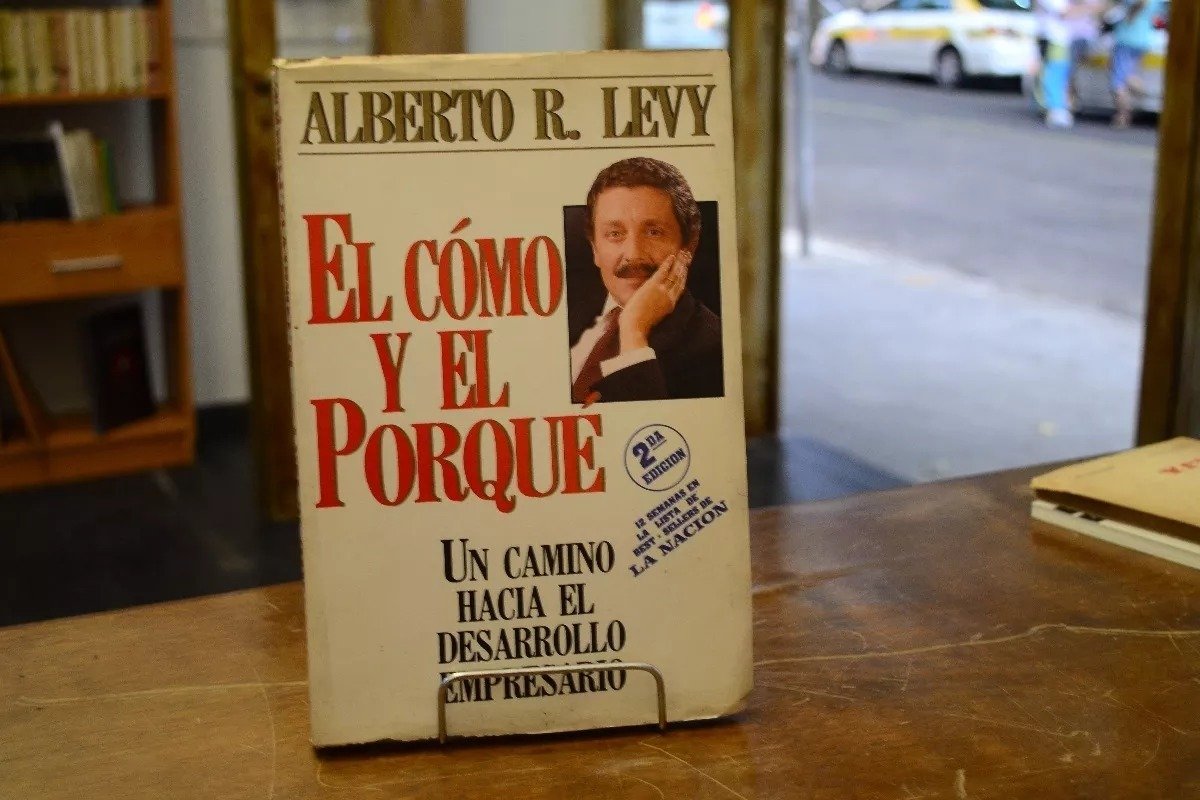 ALBERTO R. LEVY
EL CÓMO
Y EL
PORQUÉ
2DA
EDICION
12 SEMANAS EN
LA LISTA DE
BEST-SELLERS DE
LA NACION
UN CAMINO
HACIA EL
DESARROLLO
EMPRESARIO